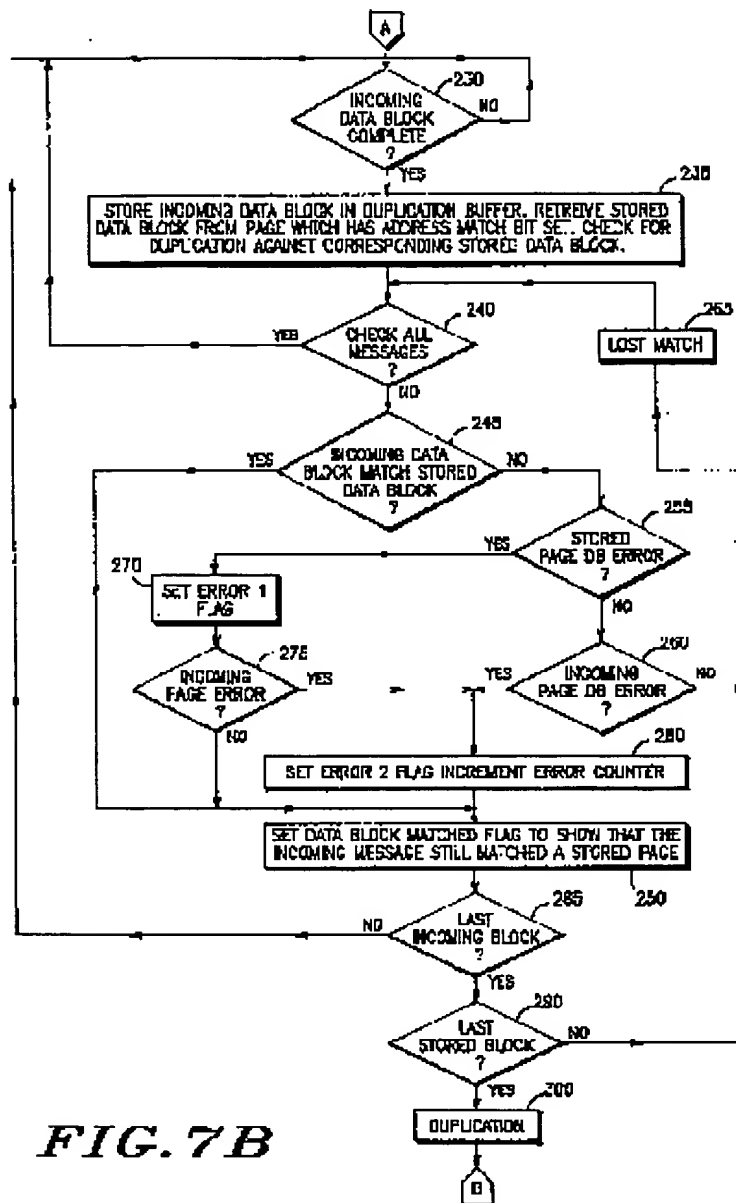 A
230
INCOMING
DATA BLOCK
COMPLETE
?
NO
YES
235
STORE INCOMING DATA BLOCK IN DUPLICATION BUFFER. RETREIVE STORED
DATA BLOCK FROM PAGE WHICH HAS ADDRESS MATCH BIT SET. CHECK FOR
DUPLICATION AGAINST CORRESPONDING STORED DATA BLOCK.
240
YES
CHECK ALL
MESSAGES
?
NO
265
LOST MATCH
245
YES
INCOMING DATA
BLOCK MATCH STORED
DATA BLOCK
?
NO
255
YES
STORED
PAGE DB ERROR
?
NO
270
SET ERROR 1
FLAG
275
INCOMING
PAGE ERROR
?
YES
NO
260
YES
INCOMING
PAGE DB ERROR
?
NO
280
SET ERROR 2 FLAG INCREMENT ERROR COUNTER
SET DATA BLOCK MATCHED FLAG TO SHOW THAT THE
INCOMING MESSAGE STILL MATCHED A STORED PAGE
250
285
NO
LAST
INCOMING BLOCK
?
YES
290
LAST
STORED BLOCK
?
NO
YES
300
DUPLICATION
B
FIG. 7B